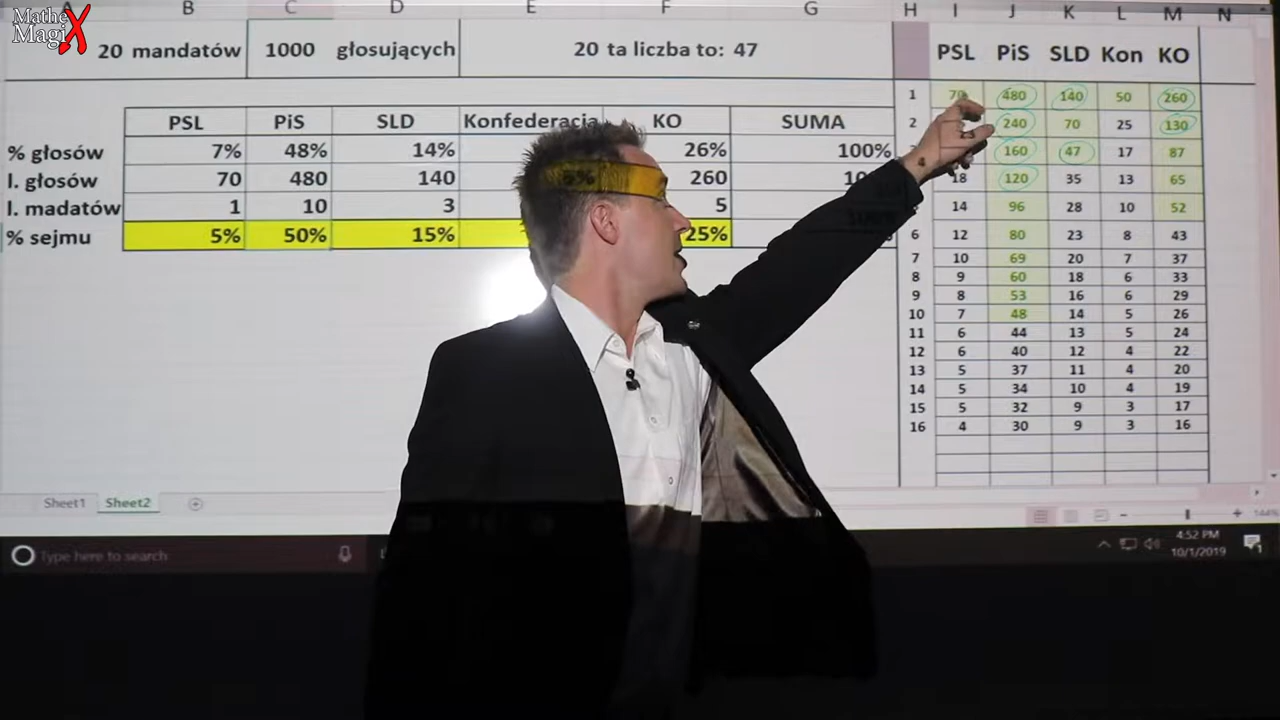 Mathe
MagiX
A B C D E F G H I J K L M N
20 mandatów 1000 głosujących 20 ta liczba to: 47
PSL PiS SLD Kon KO
PSL PiS SLD Konfederacja KO SUMA
% głosów 7% 48% 14% 26% 100%
l. głosów 70 480 140 260
l. madatów 1 10 3 5
% sejmu 5% 50% 15% 5% 25%
1 70 480 140 50 260
2 240 70 25 130
160 47 17 87
18 120 35 13 65
14 96 28 10 52
6 12 80 23 8 43
7 10 69 20 7 37
8 9 60 18 6 33
9 8 53 16 6 29
10 7 48 14 5 26
11 6 44 13 5 24
12 6 40 12 4 22
13 5 37 11 4 20
14 5 34 10 4 19
15 5 32 9 3 17
16 4 30 9 3 16
Sheet1 Sheet2
144%
Type here to search
4:52 PM
10/1/2019